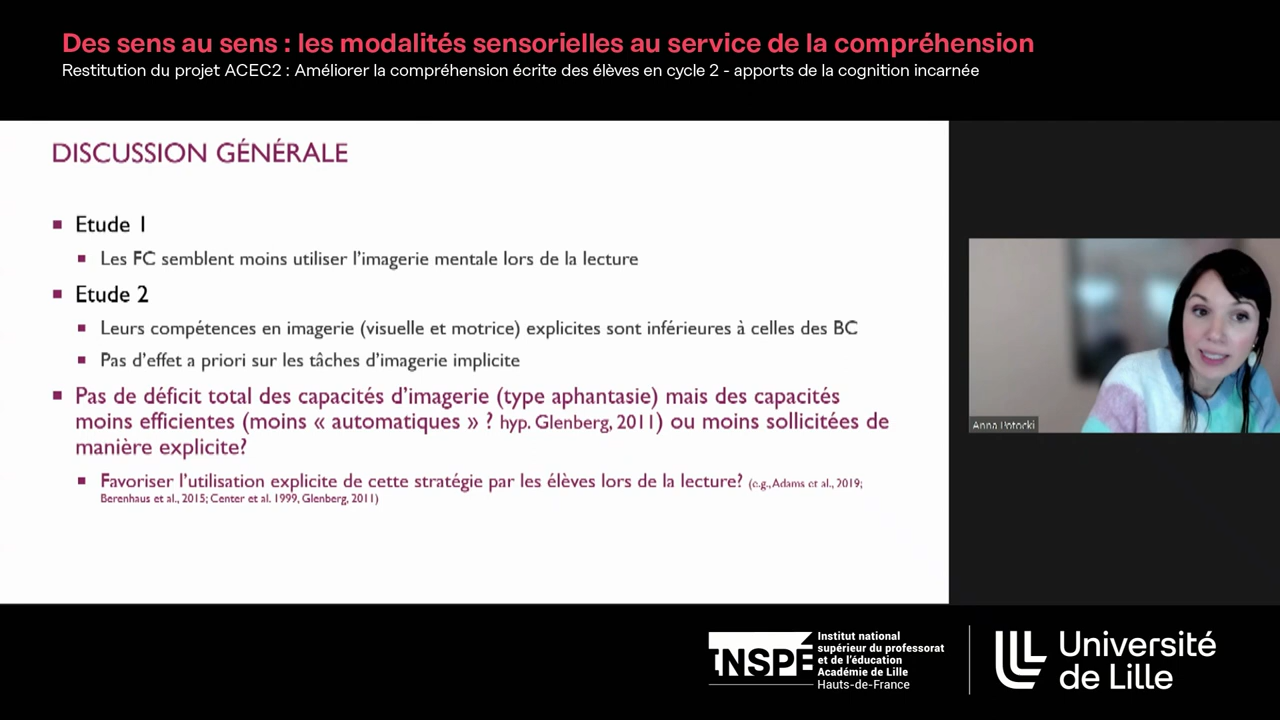 Des sens au sens : les modalités sensorielles au service de la compréhension
Restitution du projet ACEC2 : Améliorer la compréhension écrite des élèves en cycle 2 - apports de la cognition incarnée
DISCUSSION GÉNÉRALE
Etude 1
Les FC semblent moins utiliser l'imagerie mentale lors de la lecture
Etude 2
Leurs compétences en imagerie (visuelle et motrice) explicites sont inférieures à celles des BC
Pas d'effet a priori sur les tâches d'imagerie implicite
Pas de déficit total des capacités d'imagerie (type aphantasie) mais des capacités
moins efficientes (moins « automatiques » ? hyp. Glenberg, 2011) ou moins sollicitées de
manière explicite?
Favoriser l'utilisation explicite de cette stratégie par les élèves lors de la lecture? (e.g., Adams et al., 2019;
Berenhaus et al., 2015; Center et al. 1999, Glenberg, 2011)
Anna Potocki
INSPÉ
Institut national
supérieur du professorat
et de l'éducation
Académie de Lille
Hauts-de-France
Université
de Lille